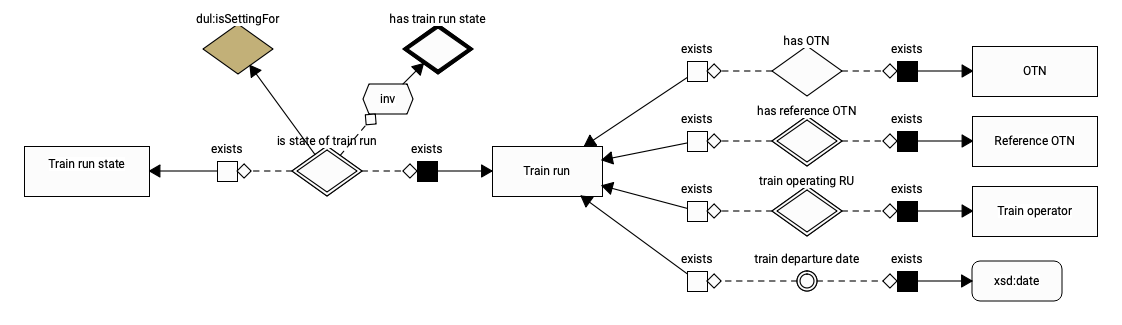 dul:isSettingFor
has train run state
inv
is state of train run
exists
exists
Train run state
Train run
exists
has OTN
exists
OTN
exists
has reference OTN
exists
Reference OTN
exists
train operating RU
exists
Train operator
exists
train departure date
exists
xsd:date